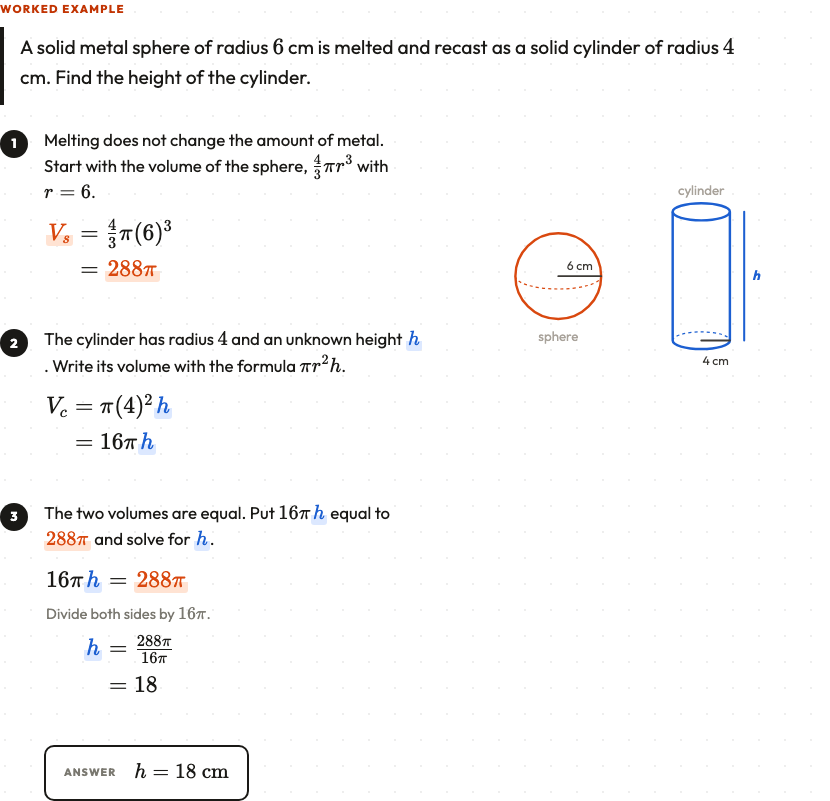 WORKED EXAMPLE
A solid metal sphere of radius 6 cm is melted and recast as a solid cylinder of radius 4
cm. Find the height of the cylinder.
1
Melting does not change the amount of metal.
Start with the volume of the sphere, 4/3 πr³ with
r = 6.
Vₛ = 4/3 π(6)³
= 288π
cylinder
6 cm
h
sphere
4 cm
2
The cylinder has radius 4 and an unknown height h
. Write its volume with the formula πr²h.
V_c = π(4)²h
= 16πh
3
The two volumes are equal. Put 16πh equal to
288π and solve for h.
16πh = 288π
Divide both sides by 16π.
h = 288π/16π
= 18
ANSWER h = 18 cm